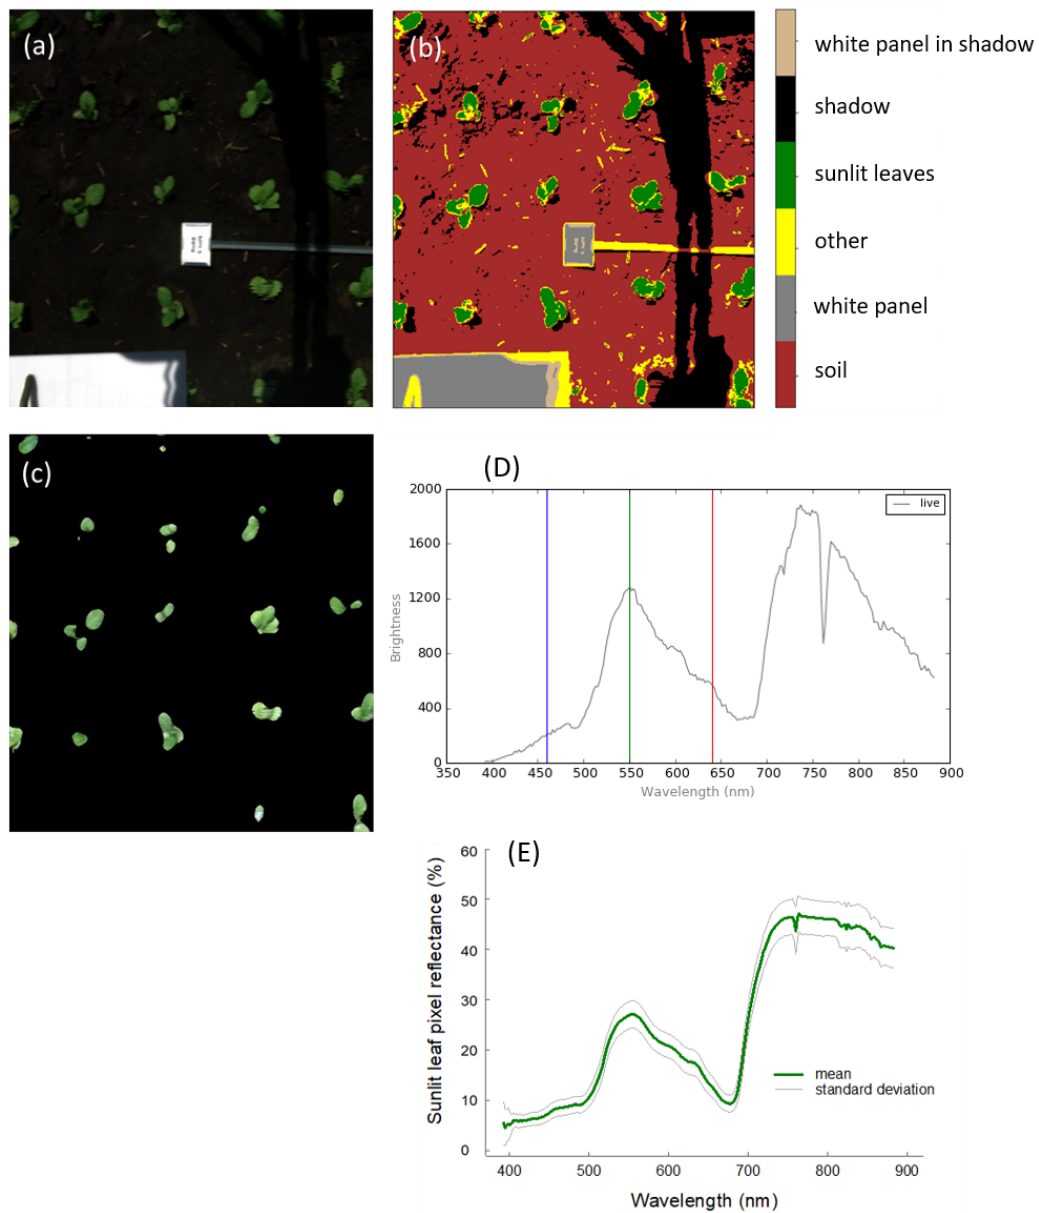 (a)
(b)
white panel in shadow
shadow
sunlit leaves
other
white panel
soil
(c)
(D)
2000
1600
1200
800
400
0
live
Brightness
350 400 450 500 550 600 650 700 750 800 850 900
Wavelength (nm)
(E)
60
50
40
30
20
10
0
Sunlit leaf pixel reflectance (%)
mean
standard deviation
400 500 600 700 800 900
Wavelength (nm)